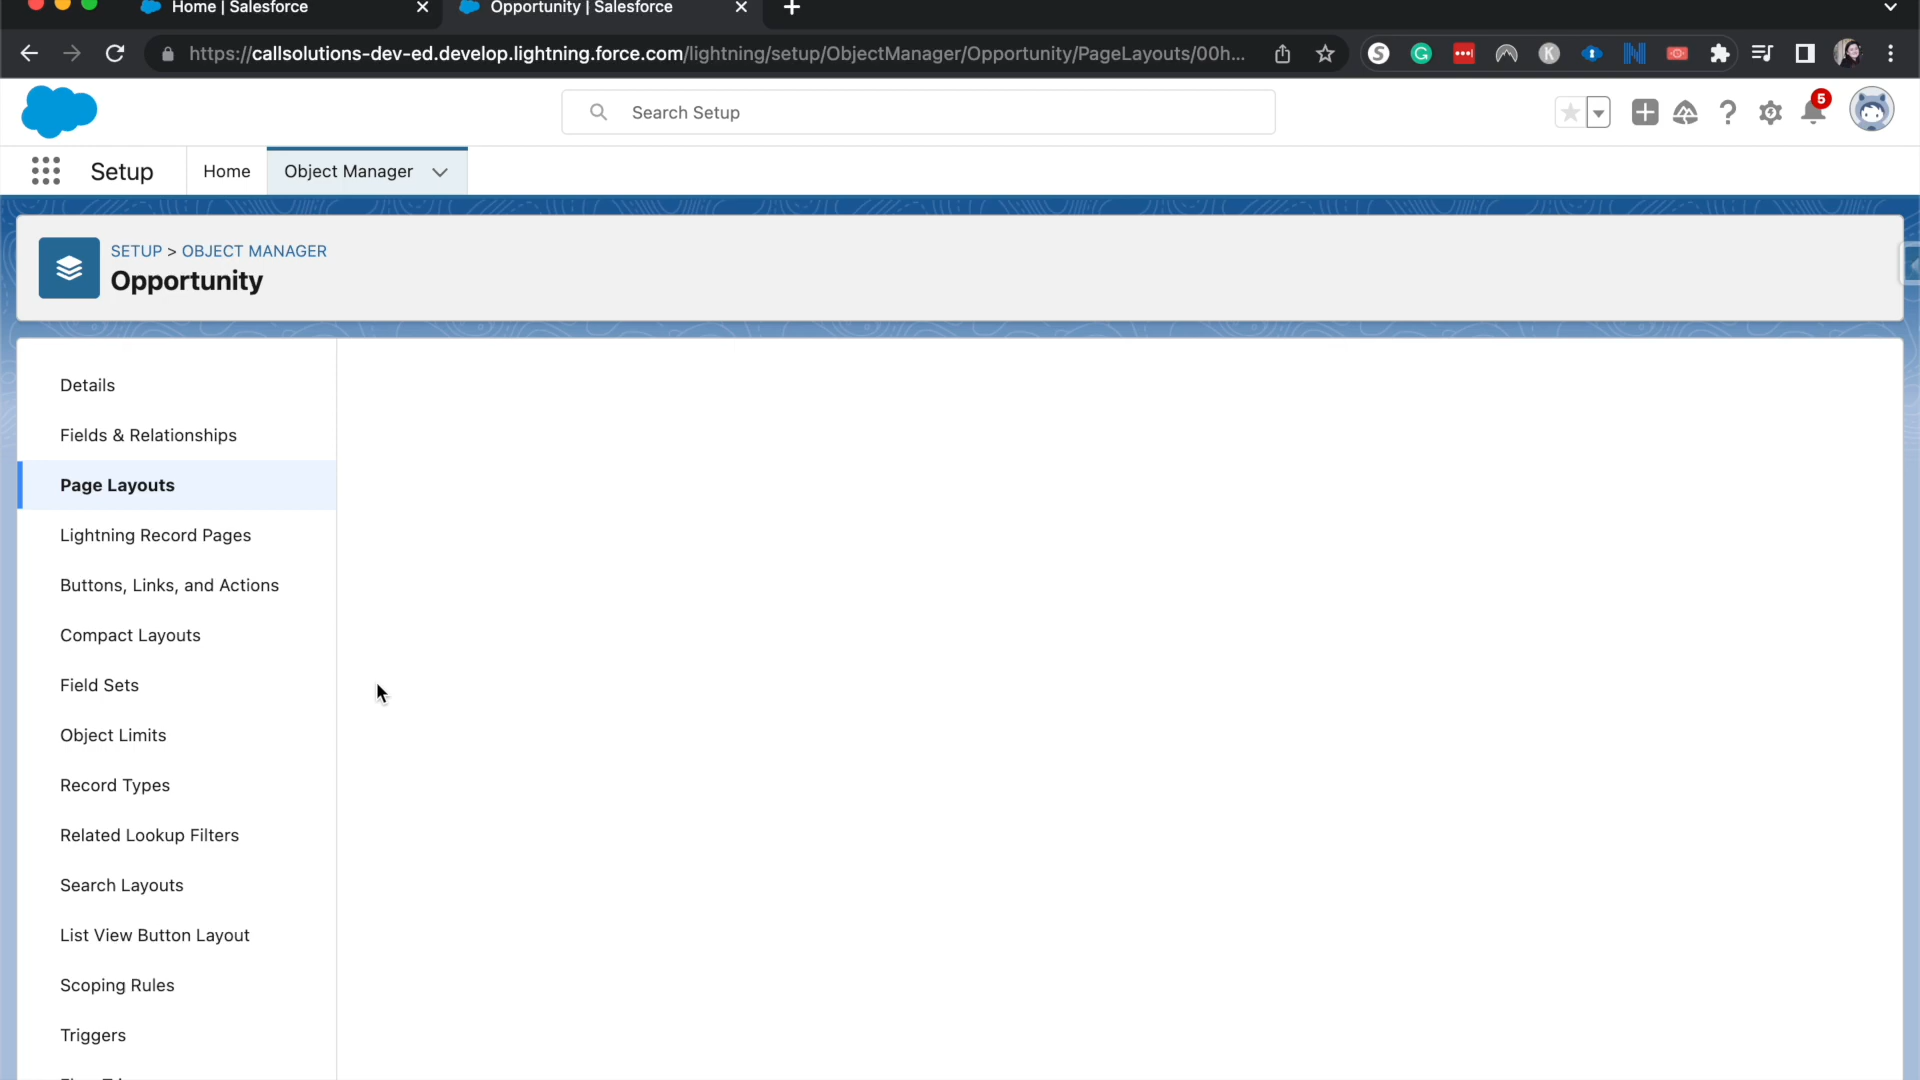 Home | Salesforce
Opportunity | Salesforce
https://callsolutions-dev-ed.develop.lightning.force.com/lightning/setup/ObjectManager/Opportunity/PageLayouts/00h...
S
G
K
N
Search Setup
5
Setup
Home
Object Manager
SETUP > OBJECT MANAGER
Opportunity
Details
Fields & Relationships
Page Layouts
Lightning Record Pages
Buttons, Links, and Actions
Compact Layouts
Field Sets
Object Limits
Record Types
Related Lookup Filters
Search Layouts
List View Button Layout
Scoping Rules
Triggers